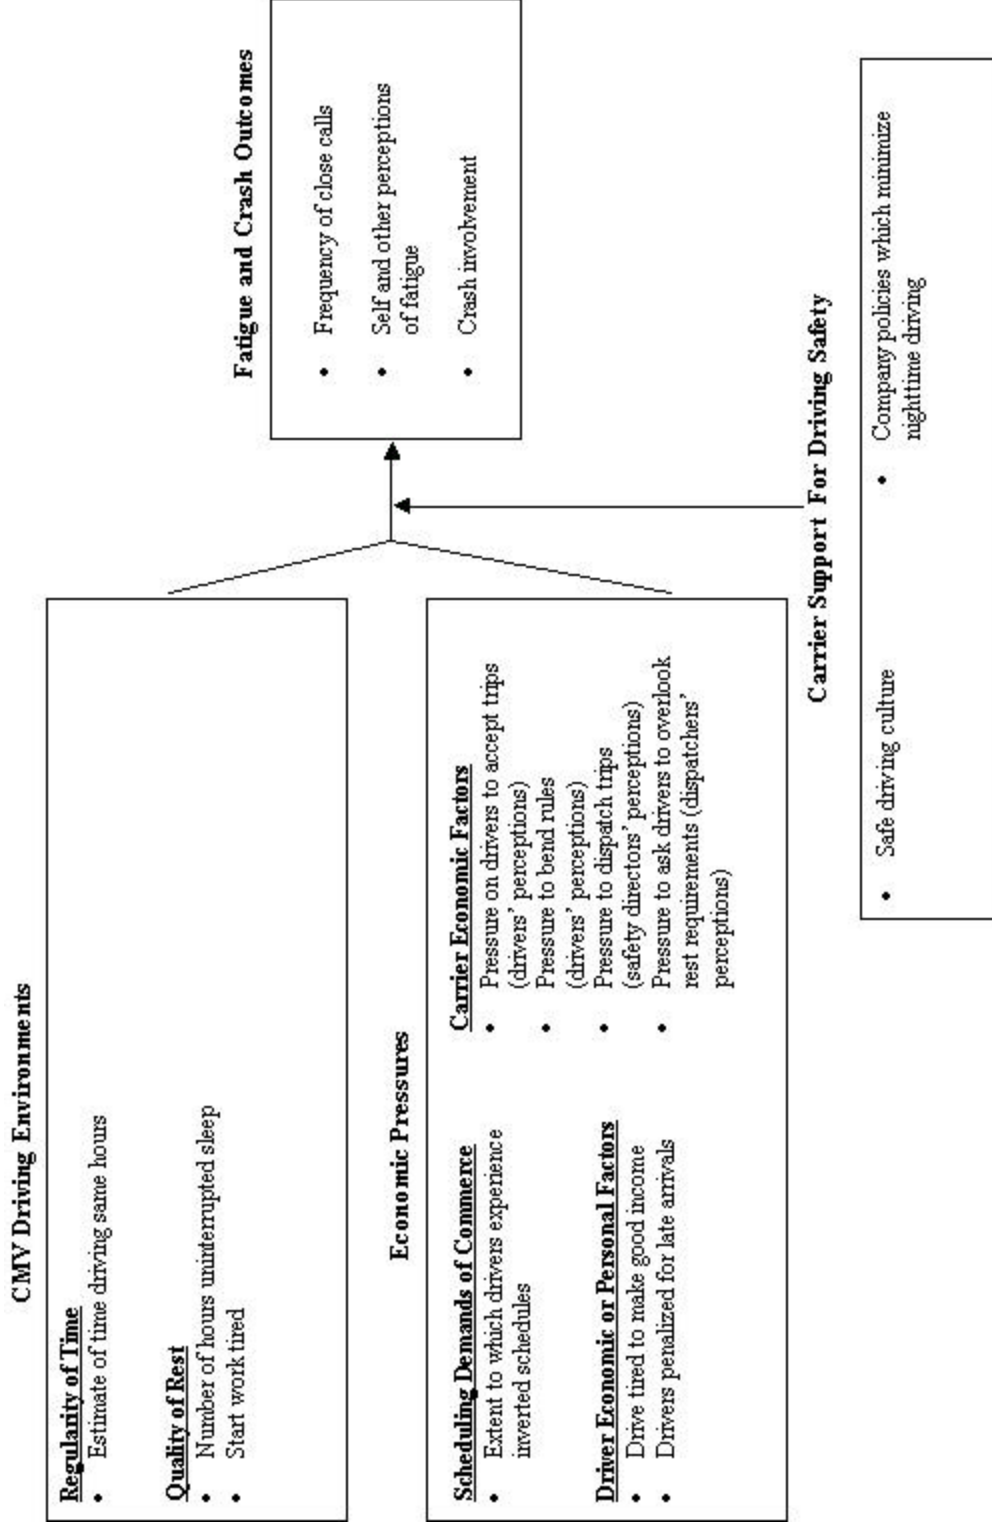 CMV Driving Environments
Regularity of Time
• Estimate of time driving same hours
Quality of Rest
• Number of hours uninterrupted sleep
• Start work tired
Economic Pressures
Scheduling Demands of Commerce
• Extent to which drivers experience
inverted schedules
Driver Economic or Personal Factors
• Drive tired to make good income
• Drivers penalized for late arrivals
Carrier Economic Factors
• Pressure on drivers to accept trips
(drivers’ perceptions)
• Pressure to bend rules
(drivers’ perceptions)
• Pressure to dispatch trips
(safety directors’ perceptions)
• Pressure to ask drivers to overlook
rest requirements (dispatchers’
perceptions)
Fatigue and Crash Outcomes
• Frequency of close calls
• Self and other perceptions
of fatigue
• Crash involvement
Carrier Support For Driving Safety
• Safe driving culture
• Company policies which minimize
nighttime driving